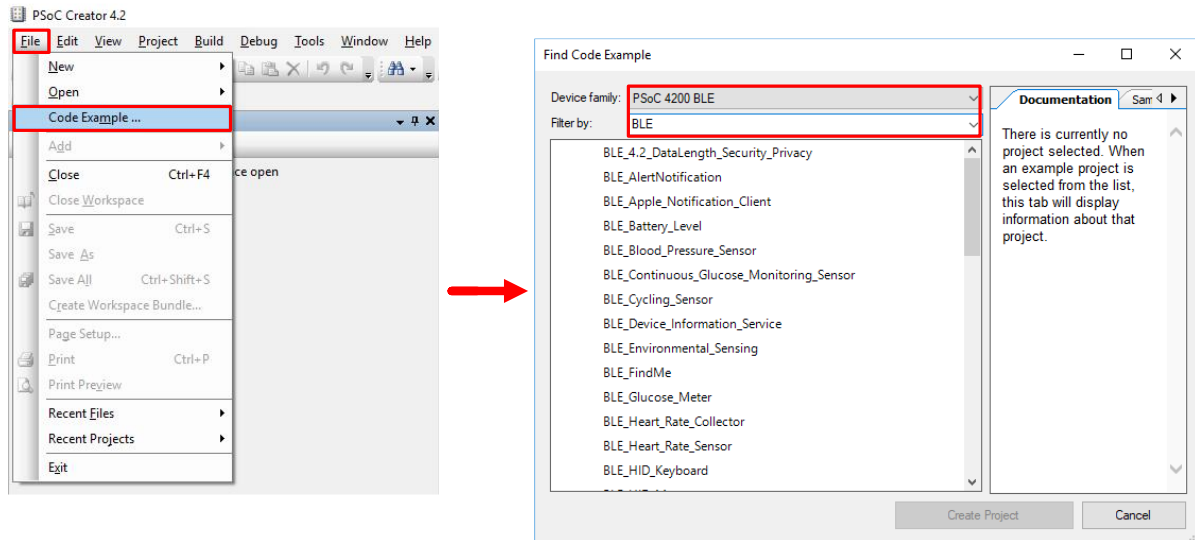 PSoC Creator 4.2
File Edit View Project Build Debug Tools Window Help
New
Open
Code Example ...
Add
Close Ctrl+F4
ce open
Close Workspace
Save Ctrl+S
Save As
Save All Ctrl+Shift+S
Create Workspace Bundle...
Page Setup...
Print Ctrl+P
Print Preview
Recent Files
Recent Projects
Exit
Find Code Example
Device family: PSoC 4200 BLE
Filter by: BLE
BLE_4.2_DataLength_Security_Privacy
BLE_AlertNotification
BLE_Apple_Notification_Client
BLE_Battery_Level
BLE_Blood_Pressure_Sensor
BLE_Continuous_Glucose_Monitoring_Sensor
BLE_Cycling_Sensor
BLE_Device_Information_Service
BLE_Environmental_Sensing
BLE_FindMe
BLE_Glucose_Meter
BLE_Heart_Rate_Collector
BLE_Heart_Rate_Sensor
BLE_HID_Keyboard
Documentation Sam
There is currently no
project selected. When
an example project is
selected from the list,
this tab will display
information about that
project.
Create Project Cancel